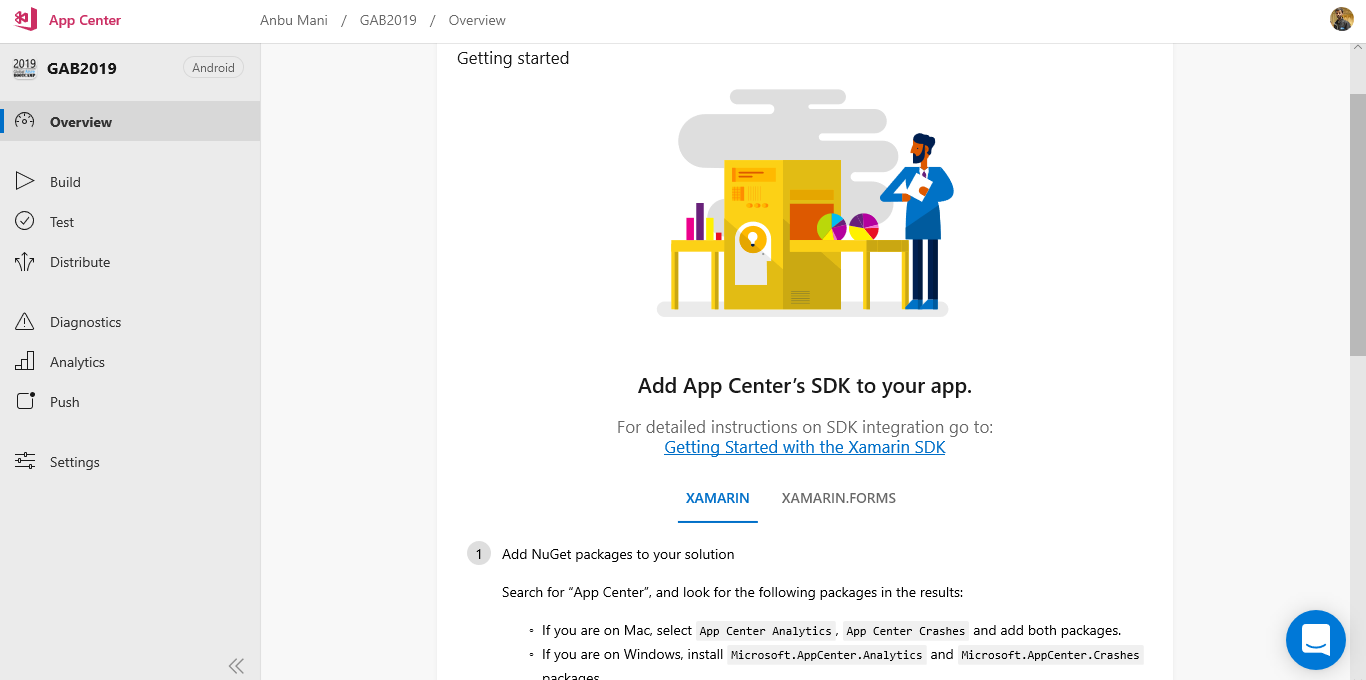 App Center
Anbu Mani / GAB2019 / Overview
2019
GAB2019
Android
Overview
Build
Test
Distribute
Diagnostics
Analytics
Push
Settings
Getting started
Add App Center’s SDK to your app.
For detailed instructions on SDK integration go to:
Getting Started with the Xamarin SDK
XAMARIN XAMARIN.FORMS
1 Add NuGet packages to your solution
Search for “App Center”, and look for the following packages in the results:
◦ If you are on Mac, select App Center Analytics, App Center Crashes and add both packages.
◦ If you are on Windows, install Microsoft.AppCenter.Analytics and Microsoft.AppCenter.Crashes
packages